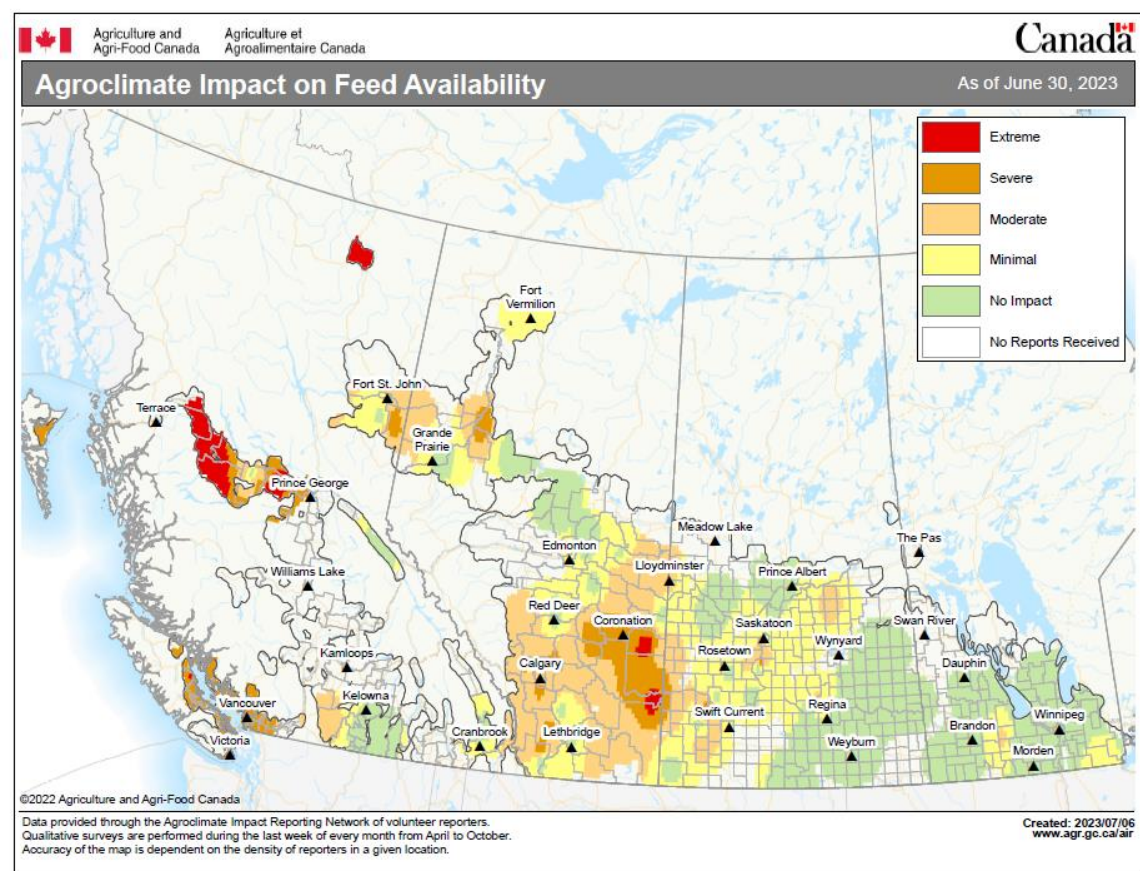 Agriculture and
Agri-Food Canada
Agriculture et
Agroalimentaire Canada
Canada
Agroclimate Impact on Feed Availability
As of June 30, 2023
Extreme
Severe
Moderate
Minimal
No Impact
No Reports Received
Fort
Vermilion
Fort St. John
Terrace
Grande
Prairie
Prince George
Meadow Lake
The Pas
Edmonton
Lloydminster
Prince Albert
Williams Lake
Red Deer
Coronation
Saskatoon
Swan River
Wynyard
Kamloops
Calgary
Rosetown
Dauphin
Kelowna
Vancouver
Swift Current
Regina
Winnipeg
Cranbrook
Lethbridge
Brandon
Victoria
Weyburn
Morden
©2022 Agriculture and Agri-Food Canada
Data provided through the Agroclimate Impact Reporting Network of volunteer reporters.
Qualitative surveys are performed during the last week of every month from April to October.
Accuracy of the map is dependent on the density of reporters in a given location.
Created: 2023/07/06
www.agr.gc.ca/air